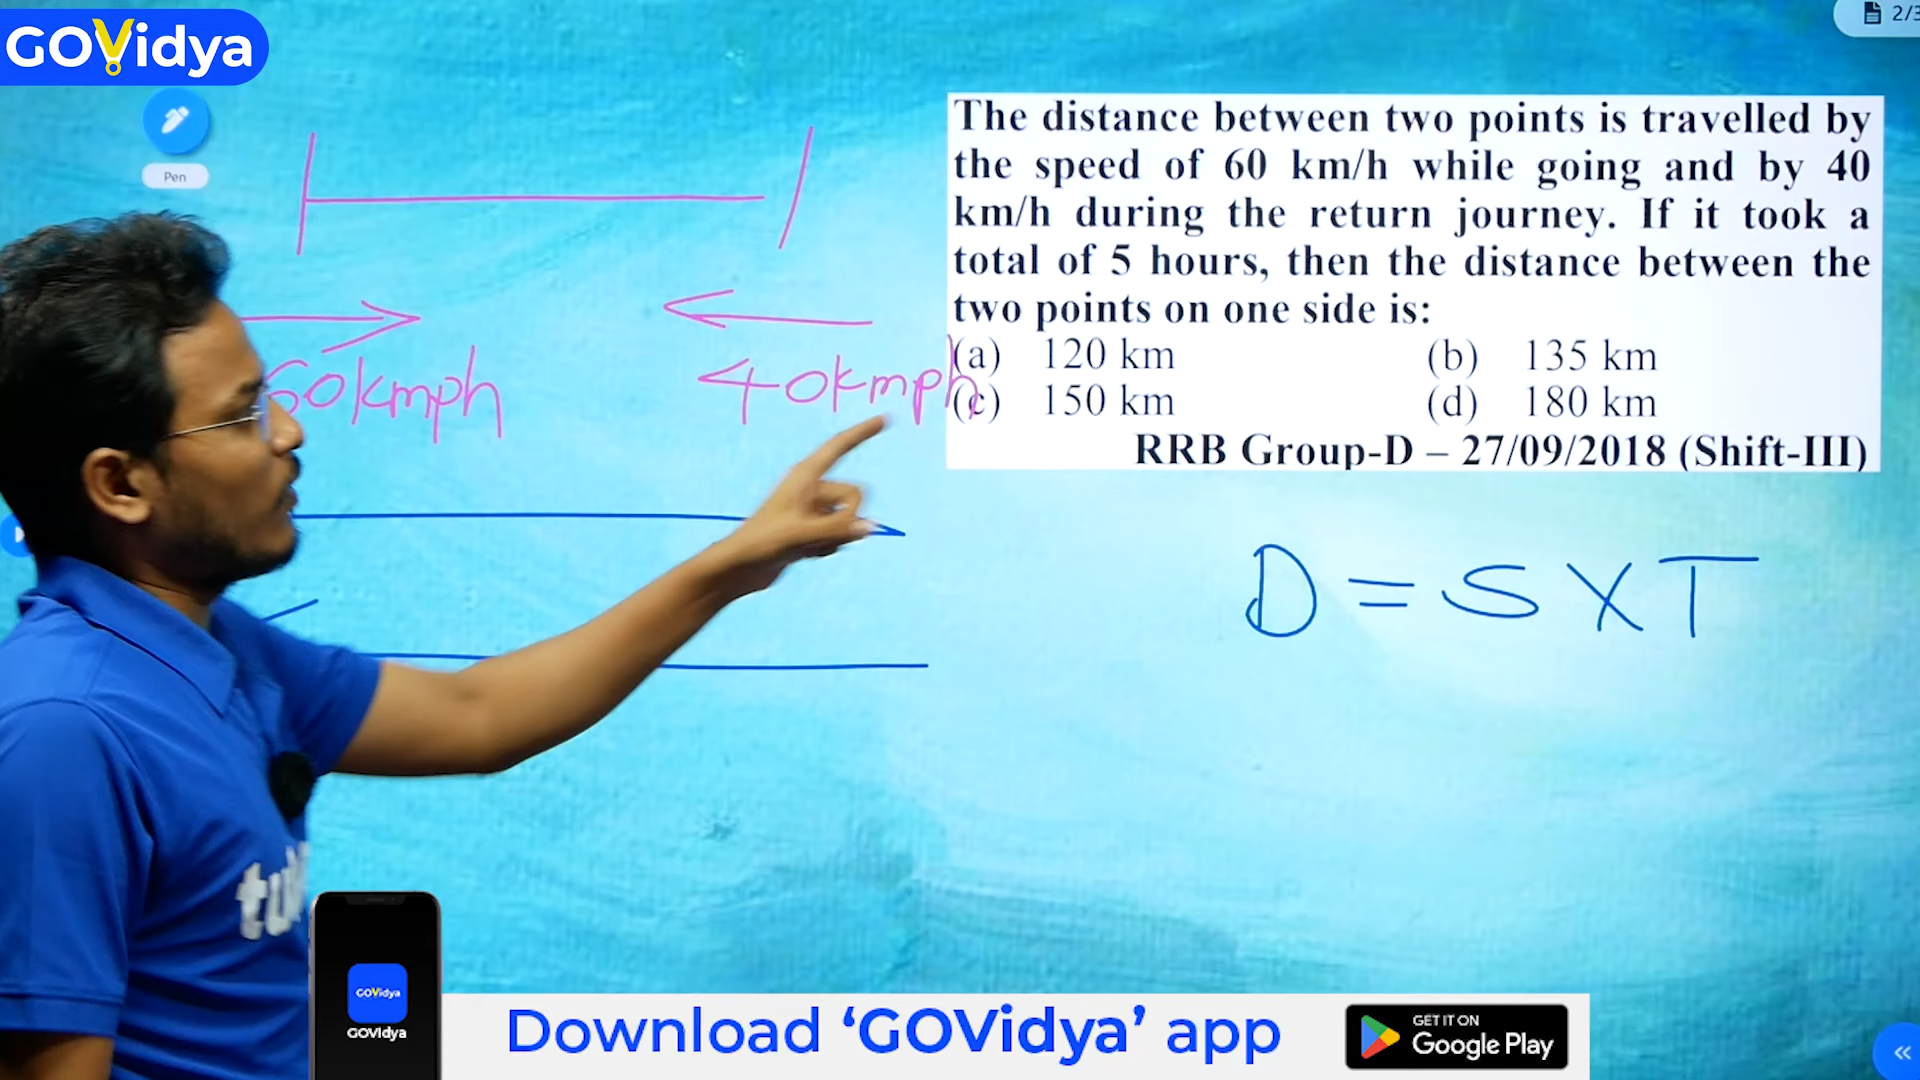 GOVidya
2/3
Pen
The distance between two points is travelled by
the speed of 60 km/h while going and by 40
km/h during the return journey. If it took a
total of 5 hours, then the distance between the
two points on one side is:
(a) 120 km (b) 135 km
(c) 150 km (d) 180 km
RRB Group-D – 27/09/2018 (Shift-III)
60kmph
40kmph
D = S X T
GOVidya
GOVidya
Download ‘GOVidya’ app
GET IT ON
Google Play